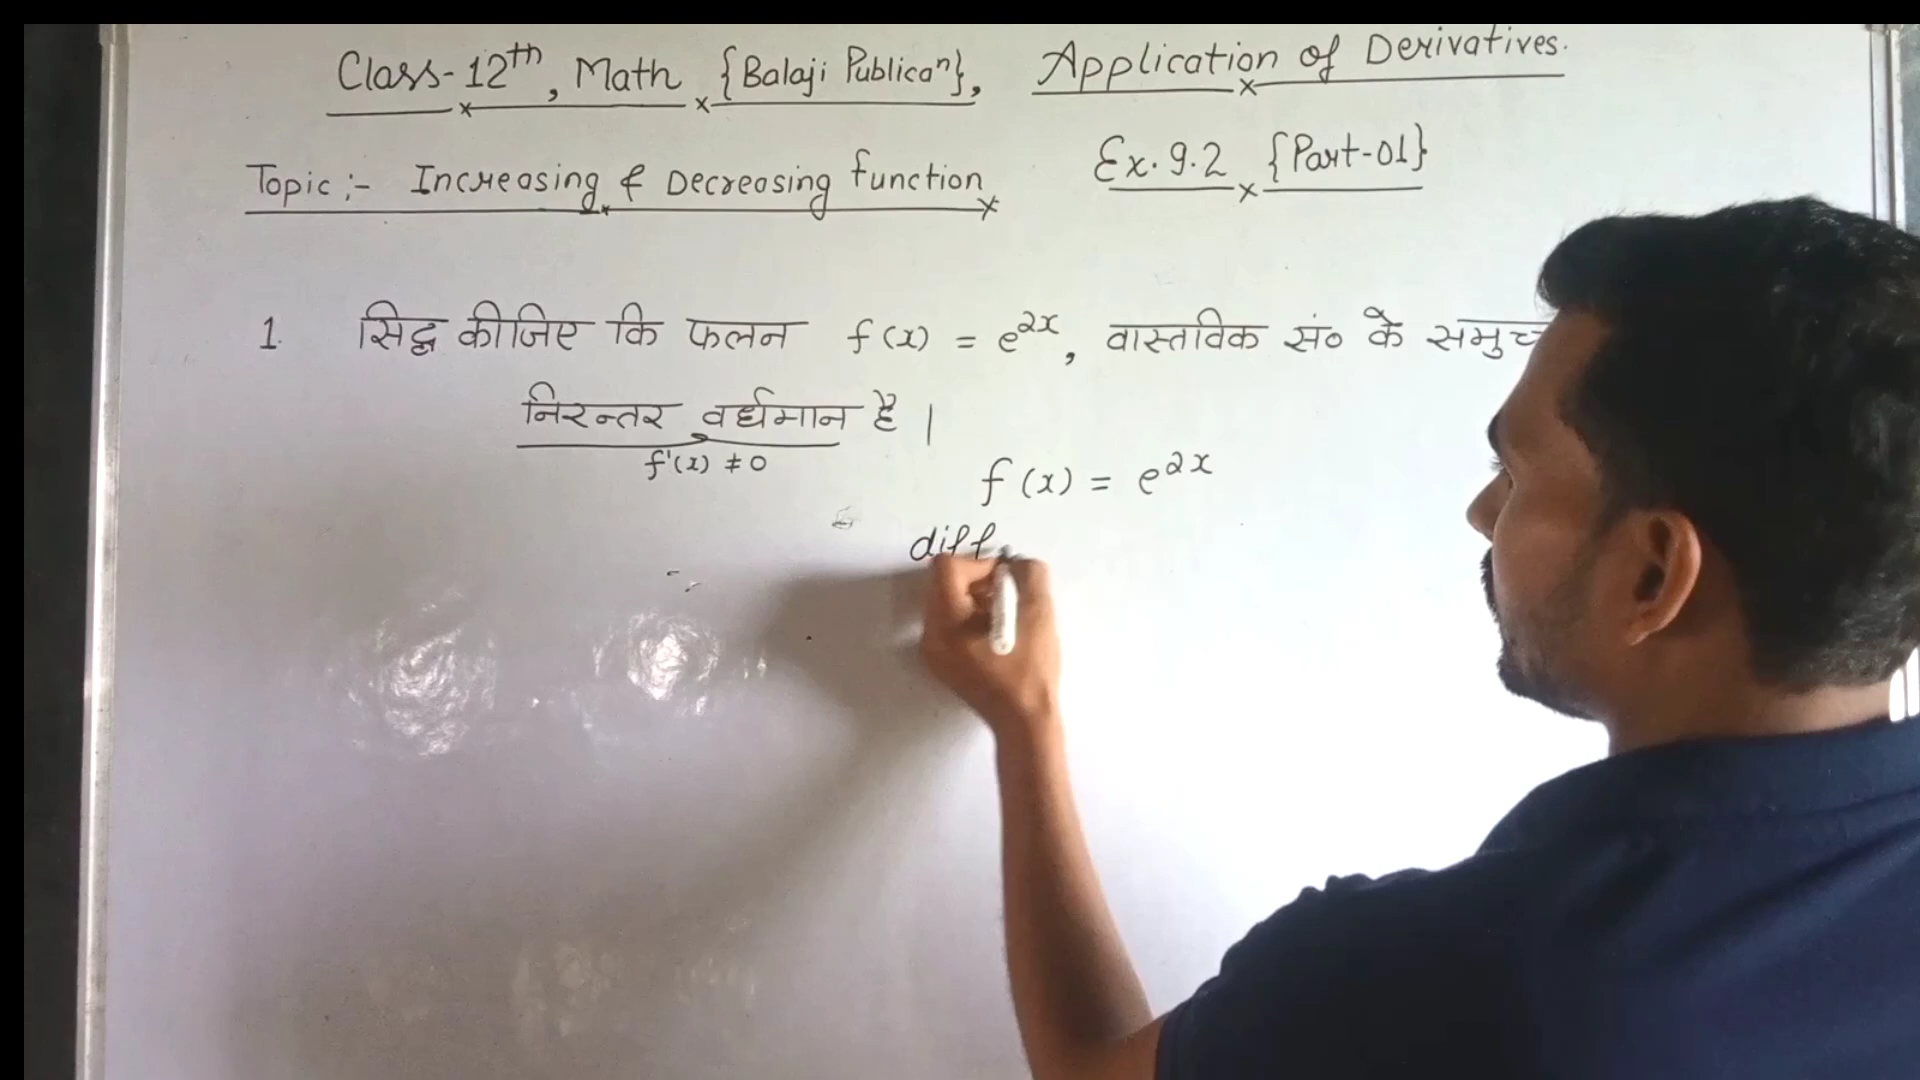 Class-12th, Math {Balaji Publicaⁿ}, Application of Derivatives.
Topic:- Increasing & Decreasing function Ex. 9.2 {Part-01}
1. सिद्ध कीजिए कि फलन f(x) = e^2x, वास्तविक सं० के
निरन्तर वर्धमान है।
f'(x) ≠ 0
f(x) = e^2x
diff